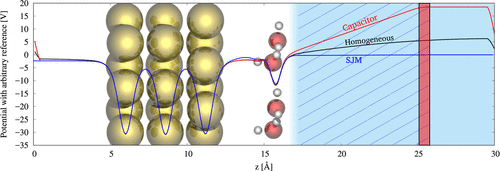 Potential with arbitrary reference [V]
20
15
10
5
0
−5
−10
−15
−20
−25
−30
−35
Capacitor
Homogeneous
SJM
0 5 10 15 20 25 30
z [Å]